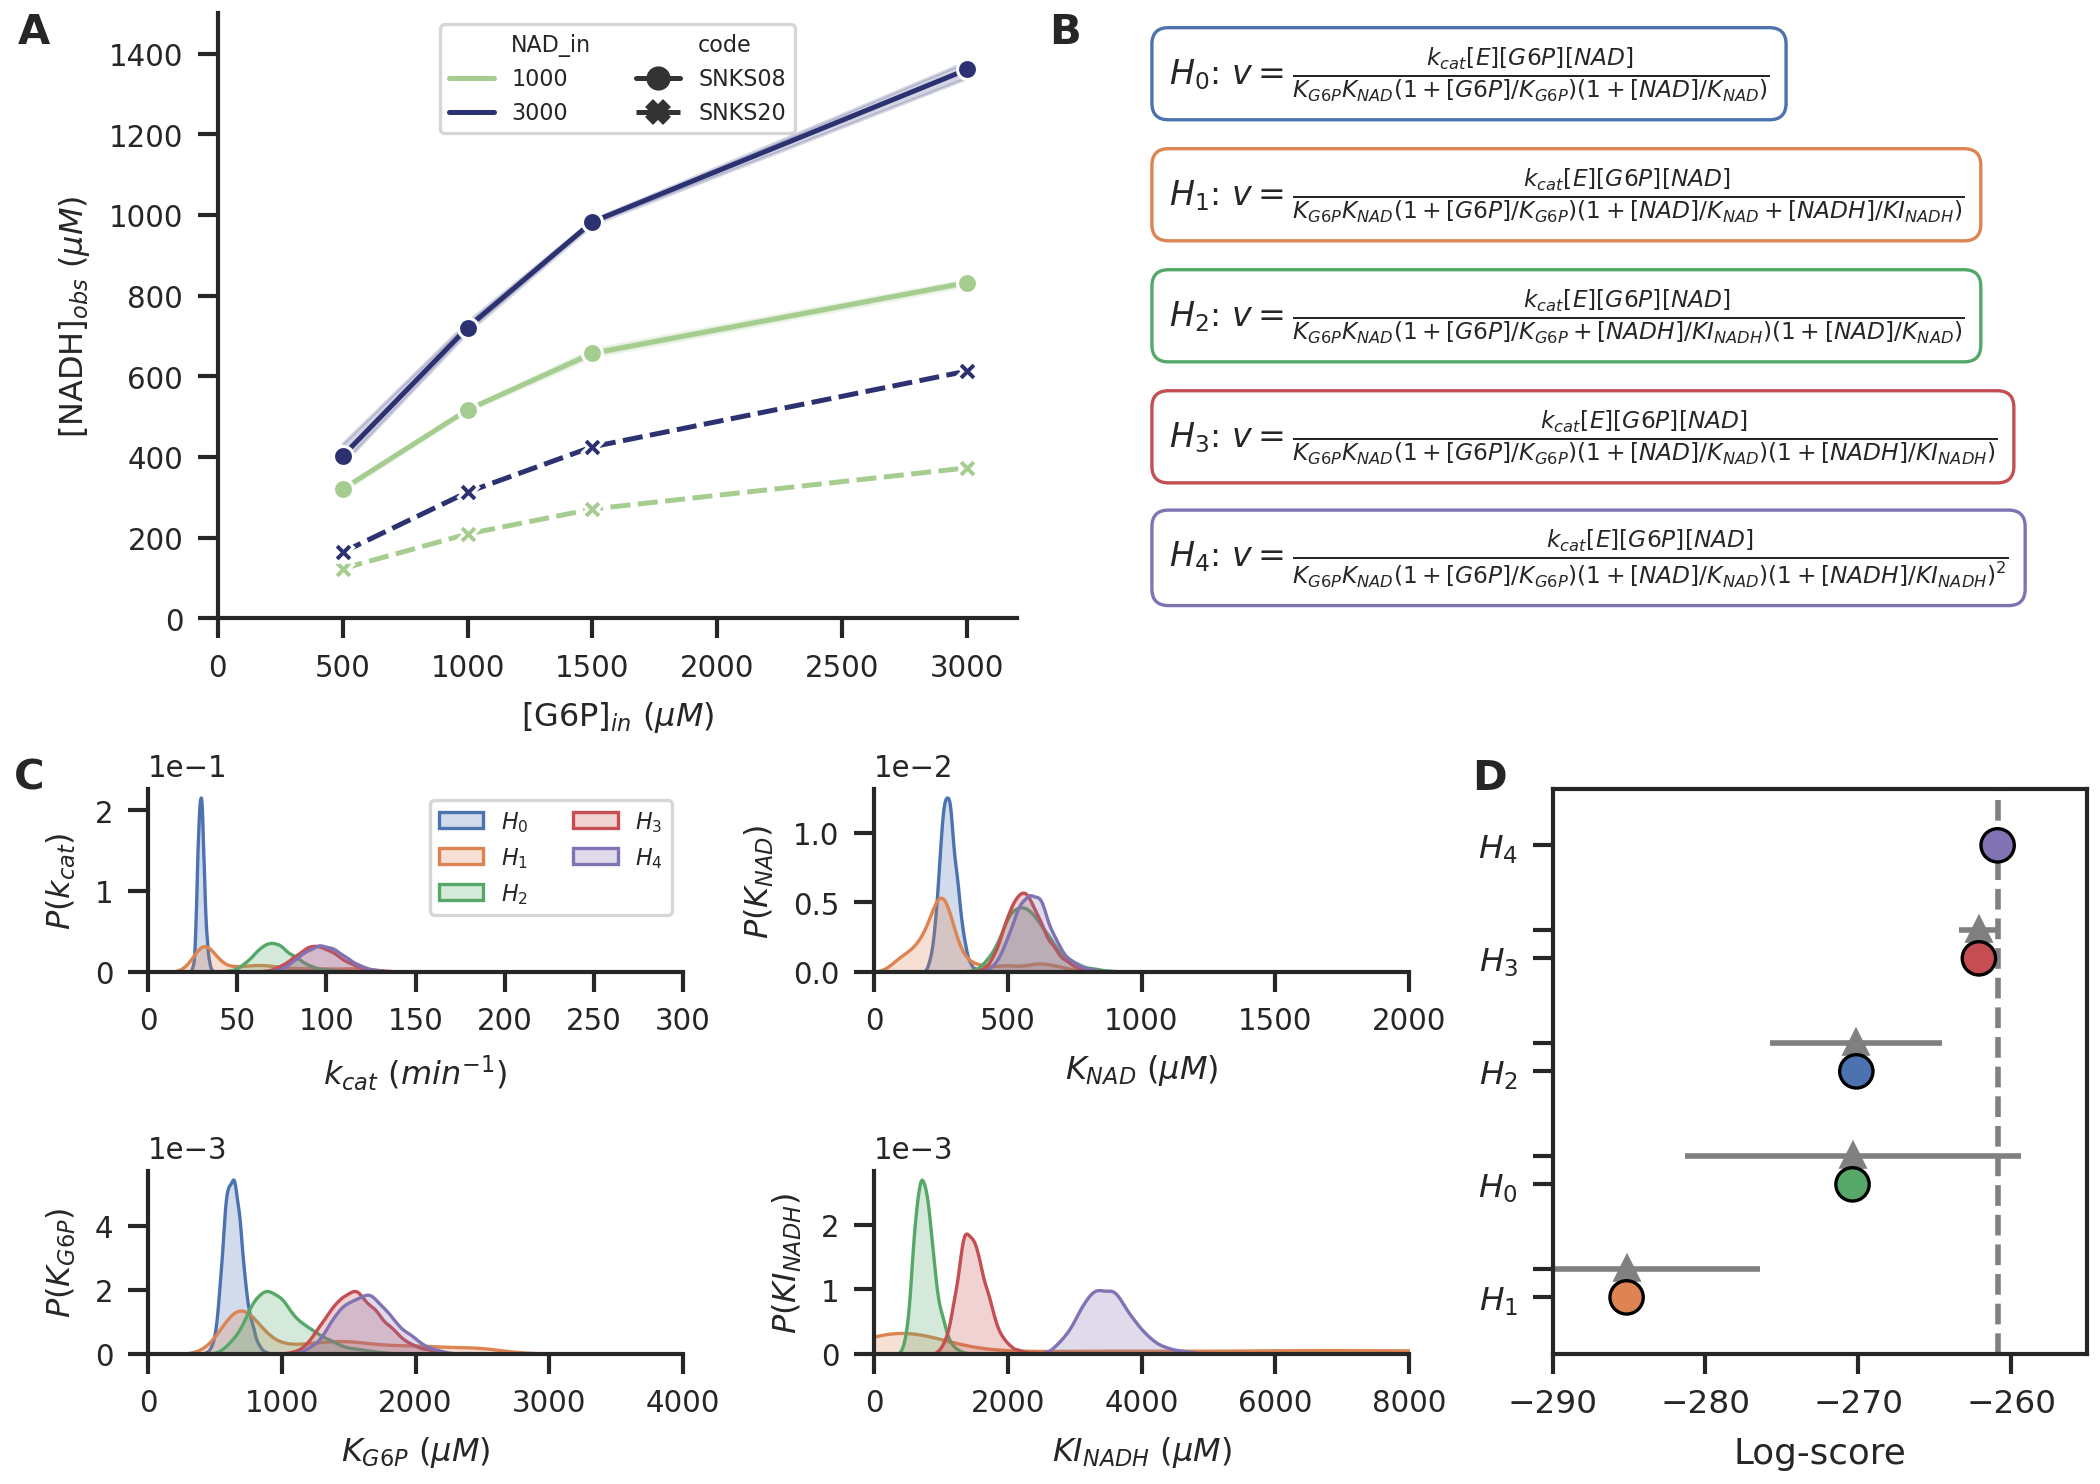 A
1400
1200
1000
800
600
400
200
0
[NADH]obs (μM)
NAD_in code
1000 SNKS08
3000 SNKS20
0 500 1000 1500 2000 2500 3000
[G6P]in (μM)
B
H0: v = kcat[E][G6P][NAD]
KG6PKNAD(1 + [G6P]/KG6P)(1 + [NAD]/KNAD)
H1: v = kcat[E][G6P][NAD]
KG6PKNAD(1 + [G6P]/KG6P)(1 + [NAD]/KNAD + [NADH]/KINADH)
H2: v = kcat[E][G6P][NAD]
KG6PKNAD(1 + [G6P]/KG6P + [NADH]/KINADH)(1 + [NAD]/KNAD)
H3: v = kcat[E][G6P][NAD]
KG6PKNAD(1 + [G6P]/KG6P)(1 + [NAD]/KNAD)(1 + [NADH]/KINADH)
H4: v = kcat[E][G6P][NAD]
KG6PKNAD(1 + [G6P]/KG6P)(1 + [NAD]/KNAD)(1 + [NADH]/KINADH)²
C
1e−1
2
1
0
P(kcat)
H0 H3
H1 H4
H2
0 50 100 150 200 250 300
kcat (min⁻¹)
1e−2
1.0
0.5
0.0
P(KNAD)
0 500 1000 1500 2000
KNAD (μM)
1e−3
4
2
0
P(KG6P)
0 1000 2000 3000 4000
KG6P (μM)
1e−3
2
1
0
P(KINADH)
0 2000 4000 6000 8000
KINADH (μM)
D
H4
H3
H2
H0
H1
−290 −280 −270 −260
Log-score